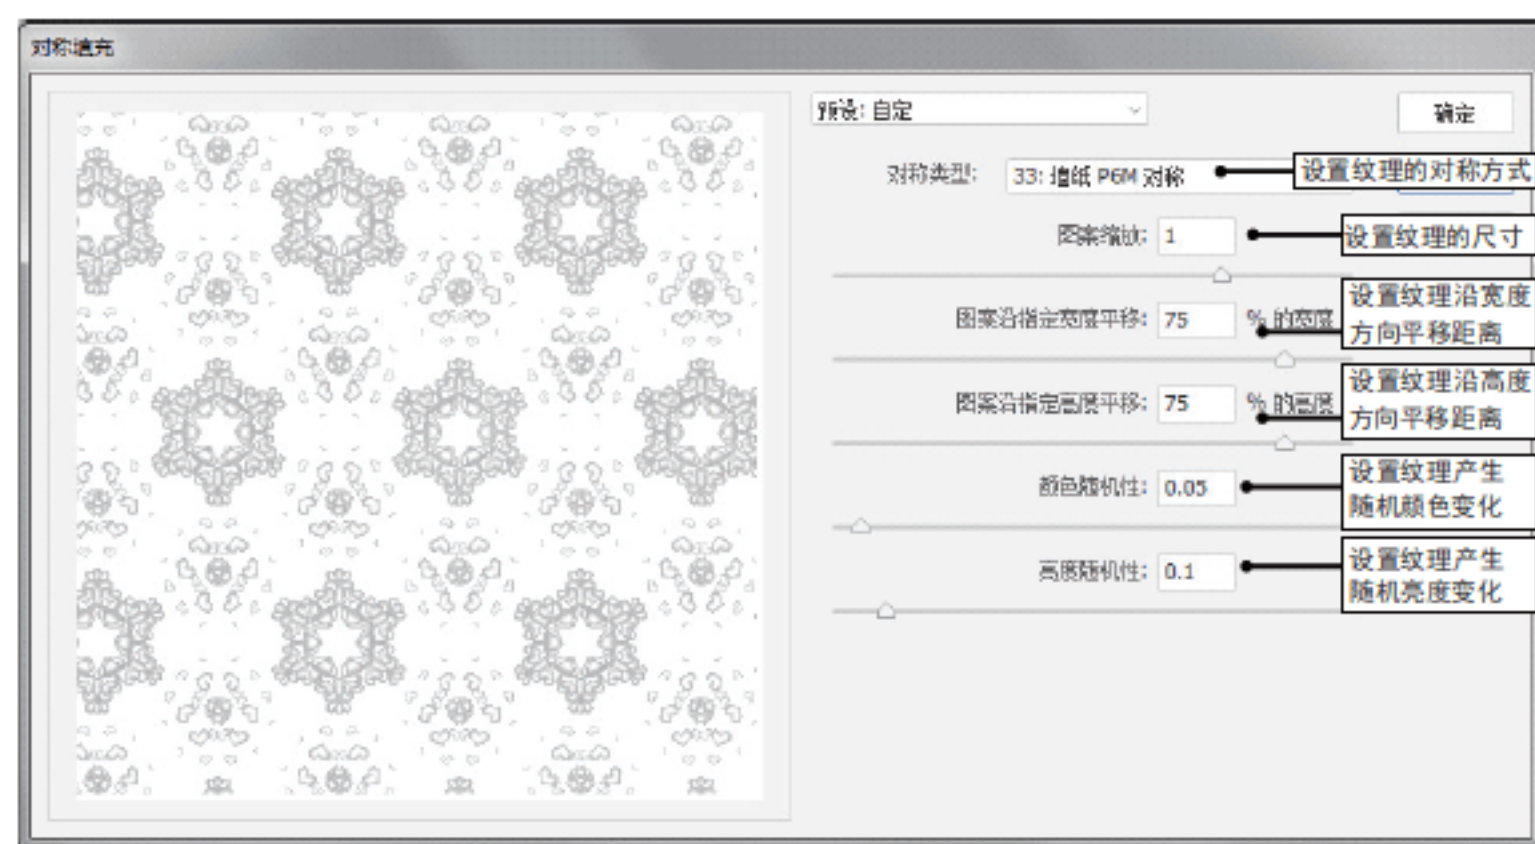 对称填充
预设: 自定
确定
对称类型: 33: 墙纸 P6M 对称
设置纹理的对称方式
图案缩放: 1
设置纹理的尺寸
图案沿指定宽度平移: 75 % 的宽度
设置纹理沿宽度
方向平移距离
图案沿指定高度平移: 75 % 的高度
设置纹理沿高度
方向平移距离
颜色随机性: 0.05
设置纹理产生
随机颜色变化
亮度随机性: 0.1
设置纹理产生
随机亮度变化